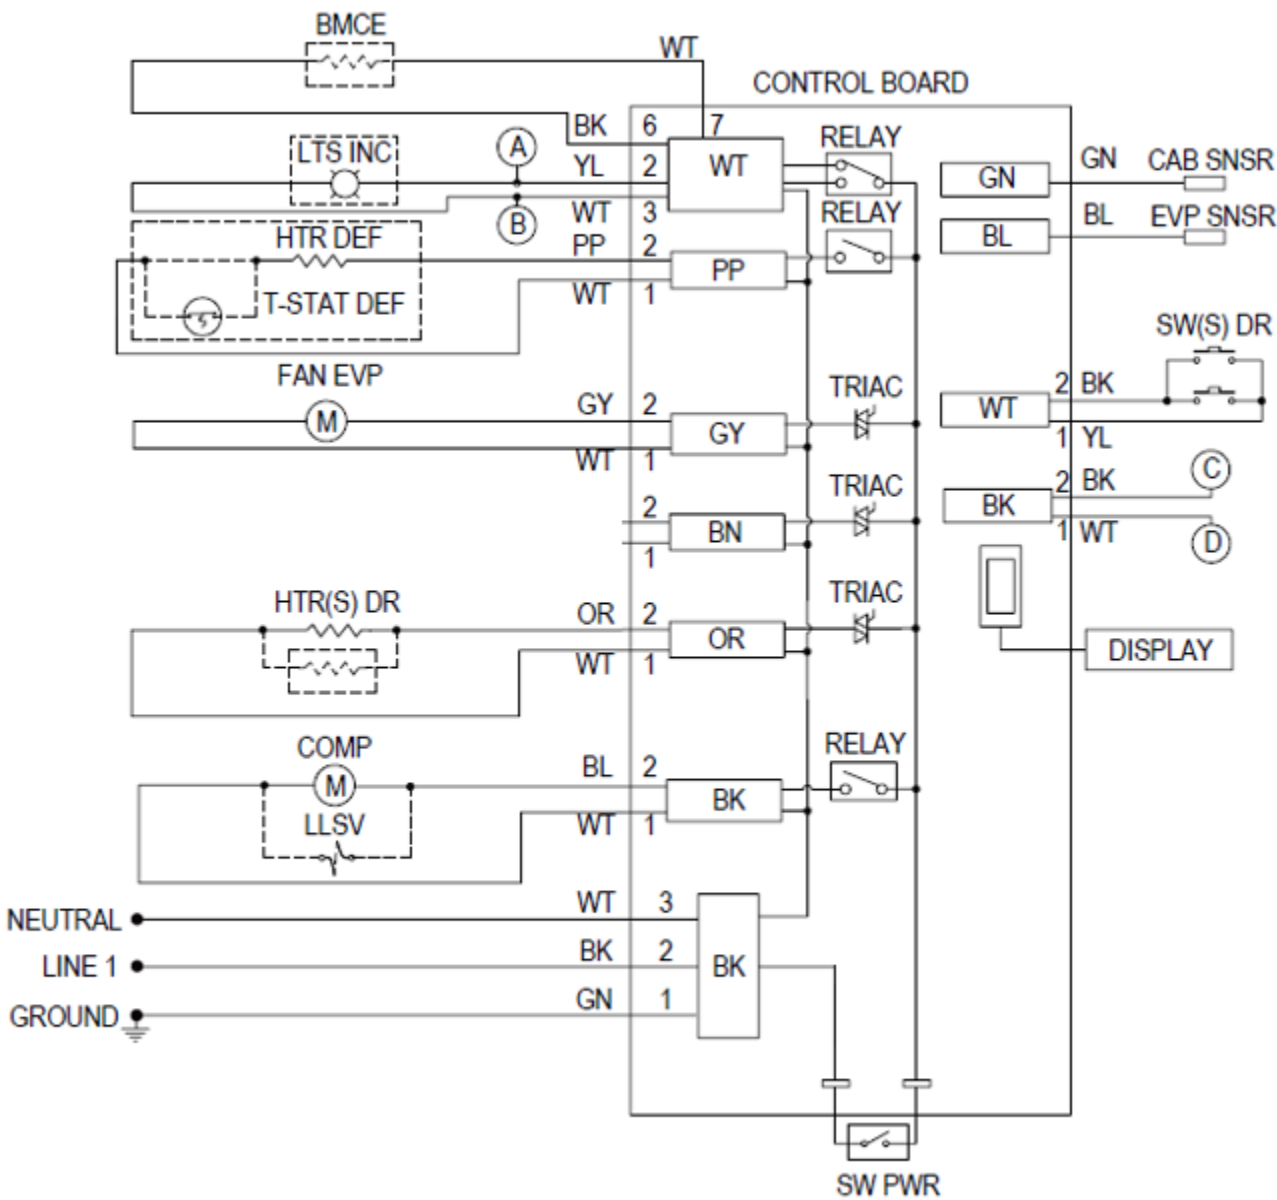 BMCE
WT
CONTROL BOARD
BK 6 7
RELAY
LTS INC
A
YL 2
WT
GN
GN
CAB SNSR
WT 3
B
RELAY
BL
BL
EVP SNSR
HTR DEF
PP 2
PP
T-STAT DEF
WT 1
SW(S) DR
FAN EVP
M
GY 2
GY
WT 1
TRIAC
WT
2 BK
1 YL
TRIAC
2
BN
1
BK
2 BK
C
1 WT
D
HTR(S) DR
OR 2
OR
WT 1
TRIAC
DISPLAY
COMP
M
BL 2
BK
RELAY
LLSV
WT 1
NEUTRAL
WT 3
LINE 1
BK 2
BK
GROUND
GN 1
SW PWR